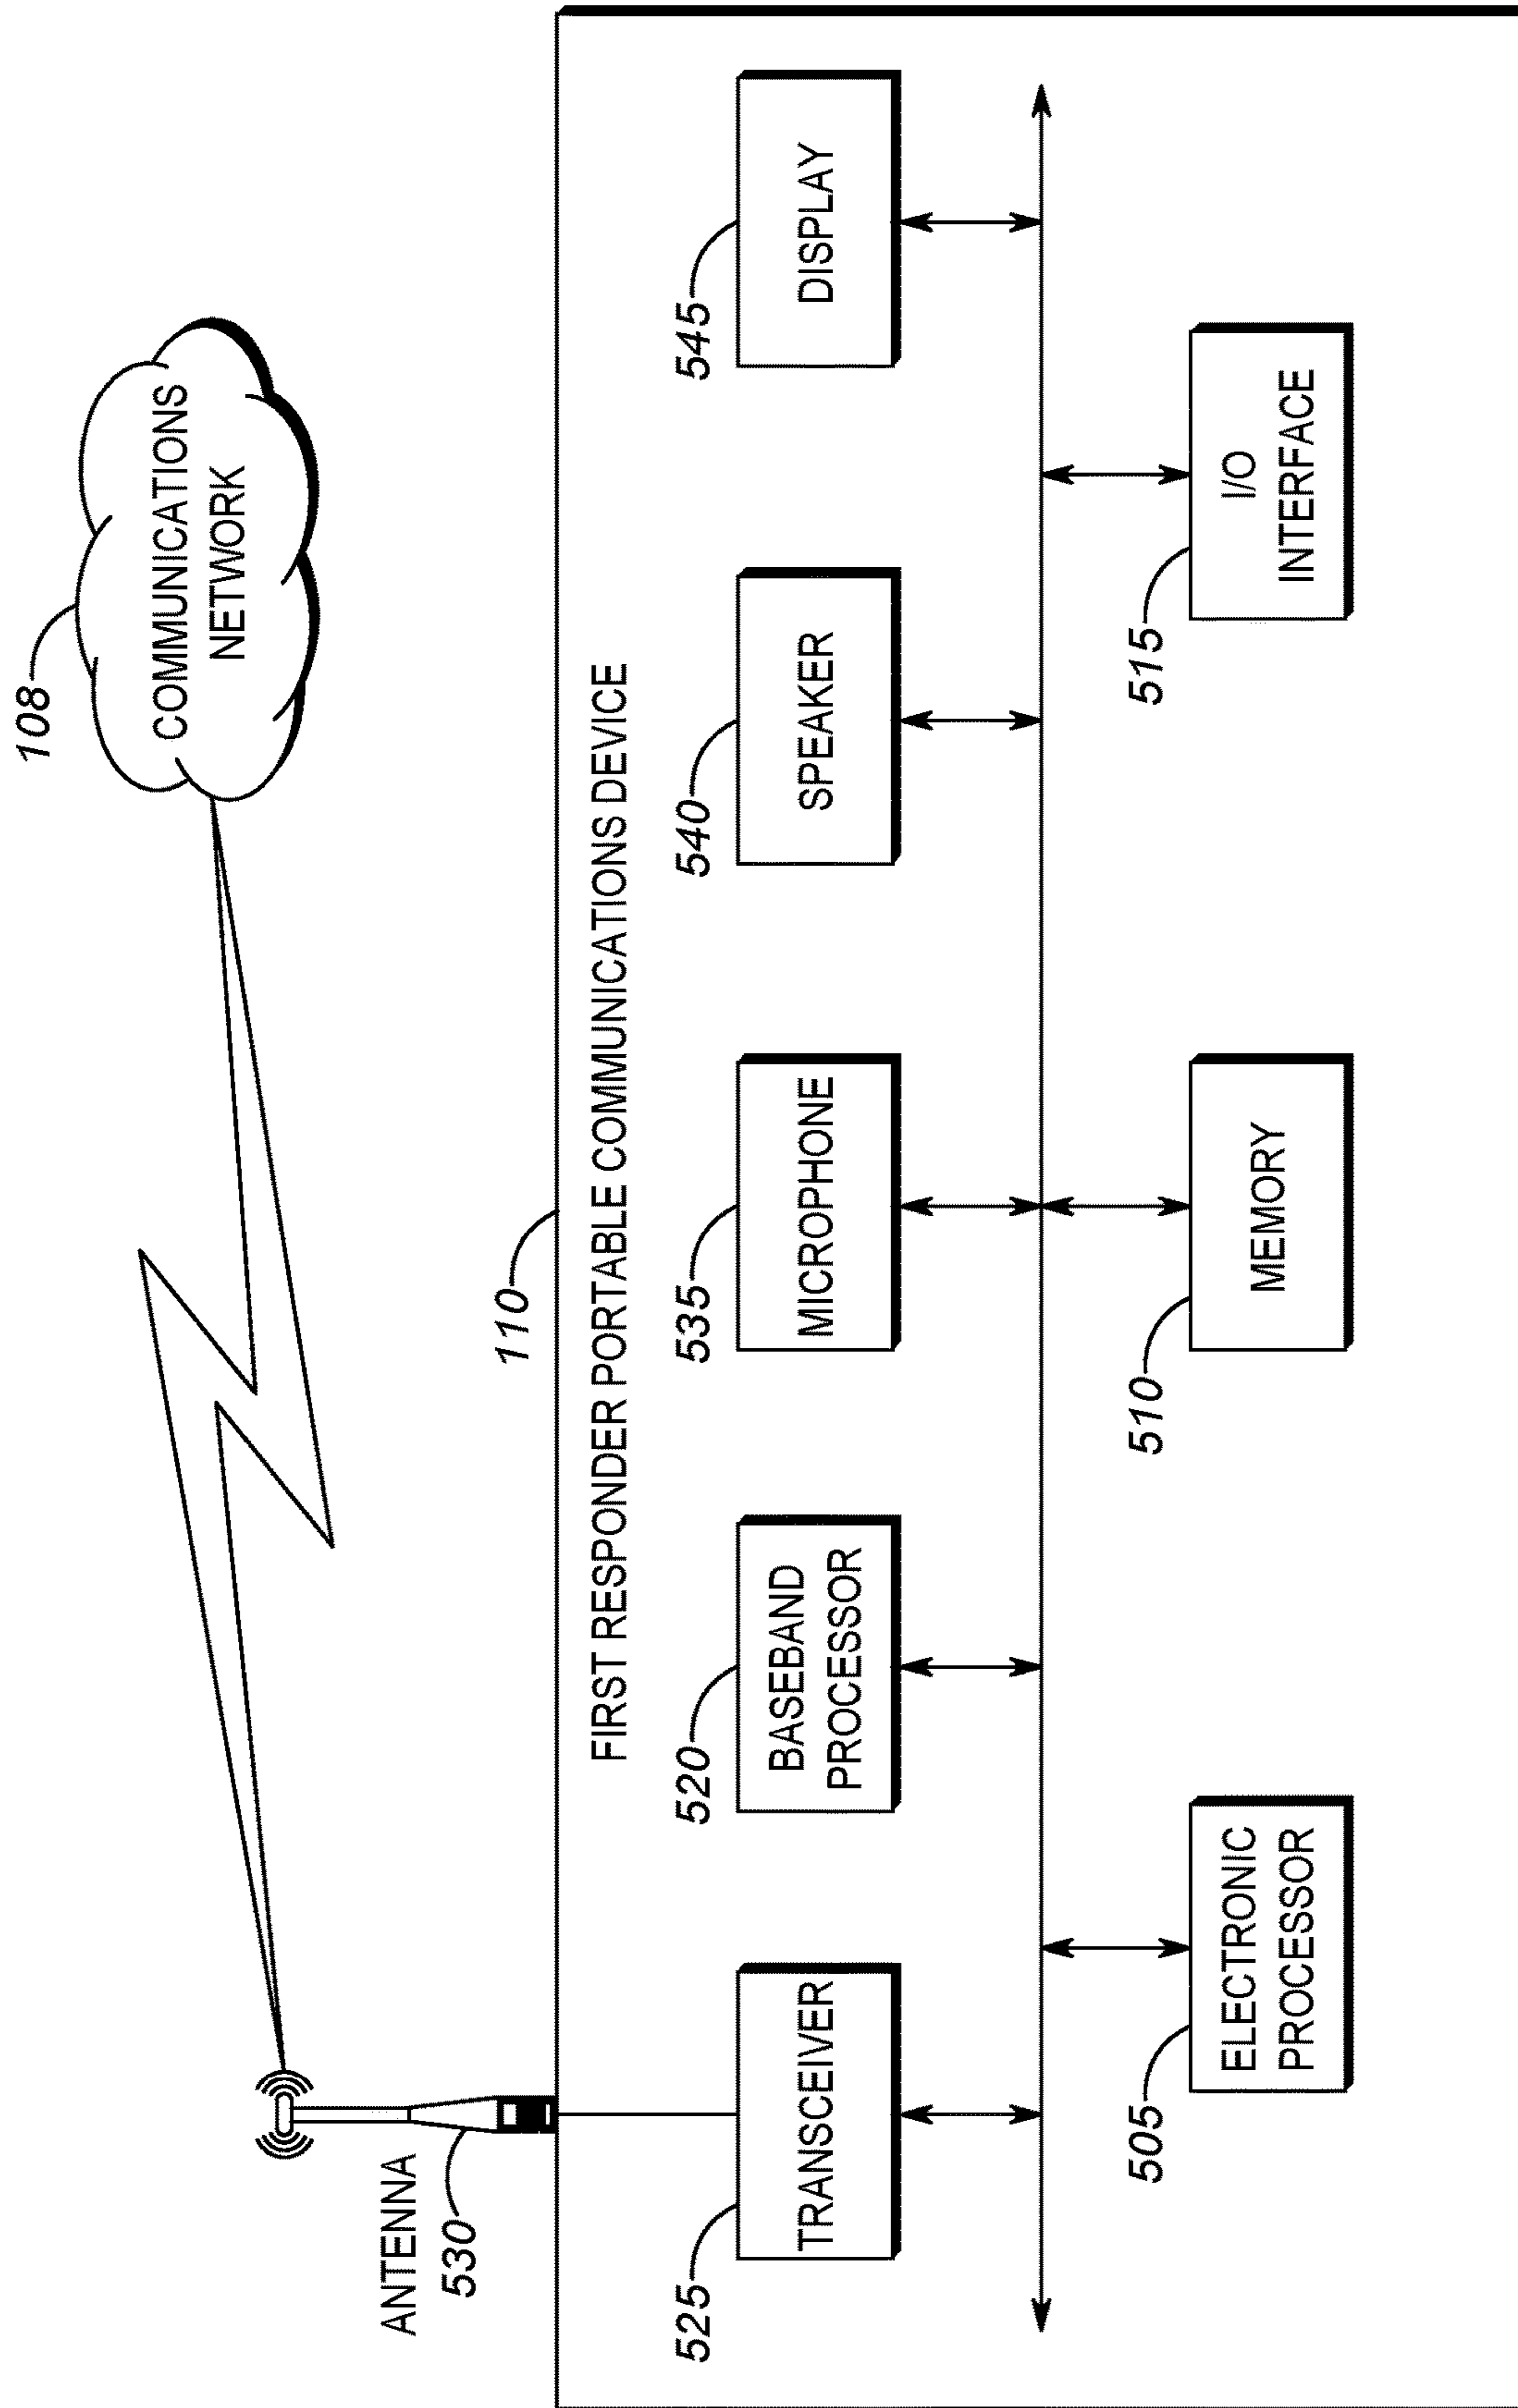 108
COMMUNICATIONS
NETWORK
ANTENNA
530
110
FIRST RESPONDER PORTABLE COMMUNICATIONS DEVICE
525
TRANSCEIVER
520
BASEBAND
PROCESSOR
535
MICROPHONE
540
SPEAKER
545
DISPLAY
505
ELECTRONIC
PROCESSOR
510
MEMORY
515
I/O
INTERFACE